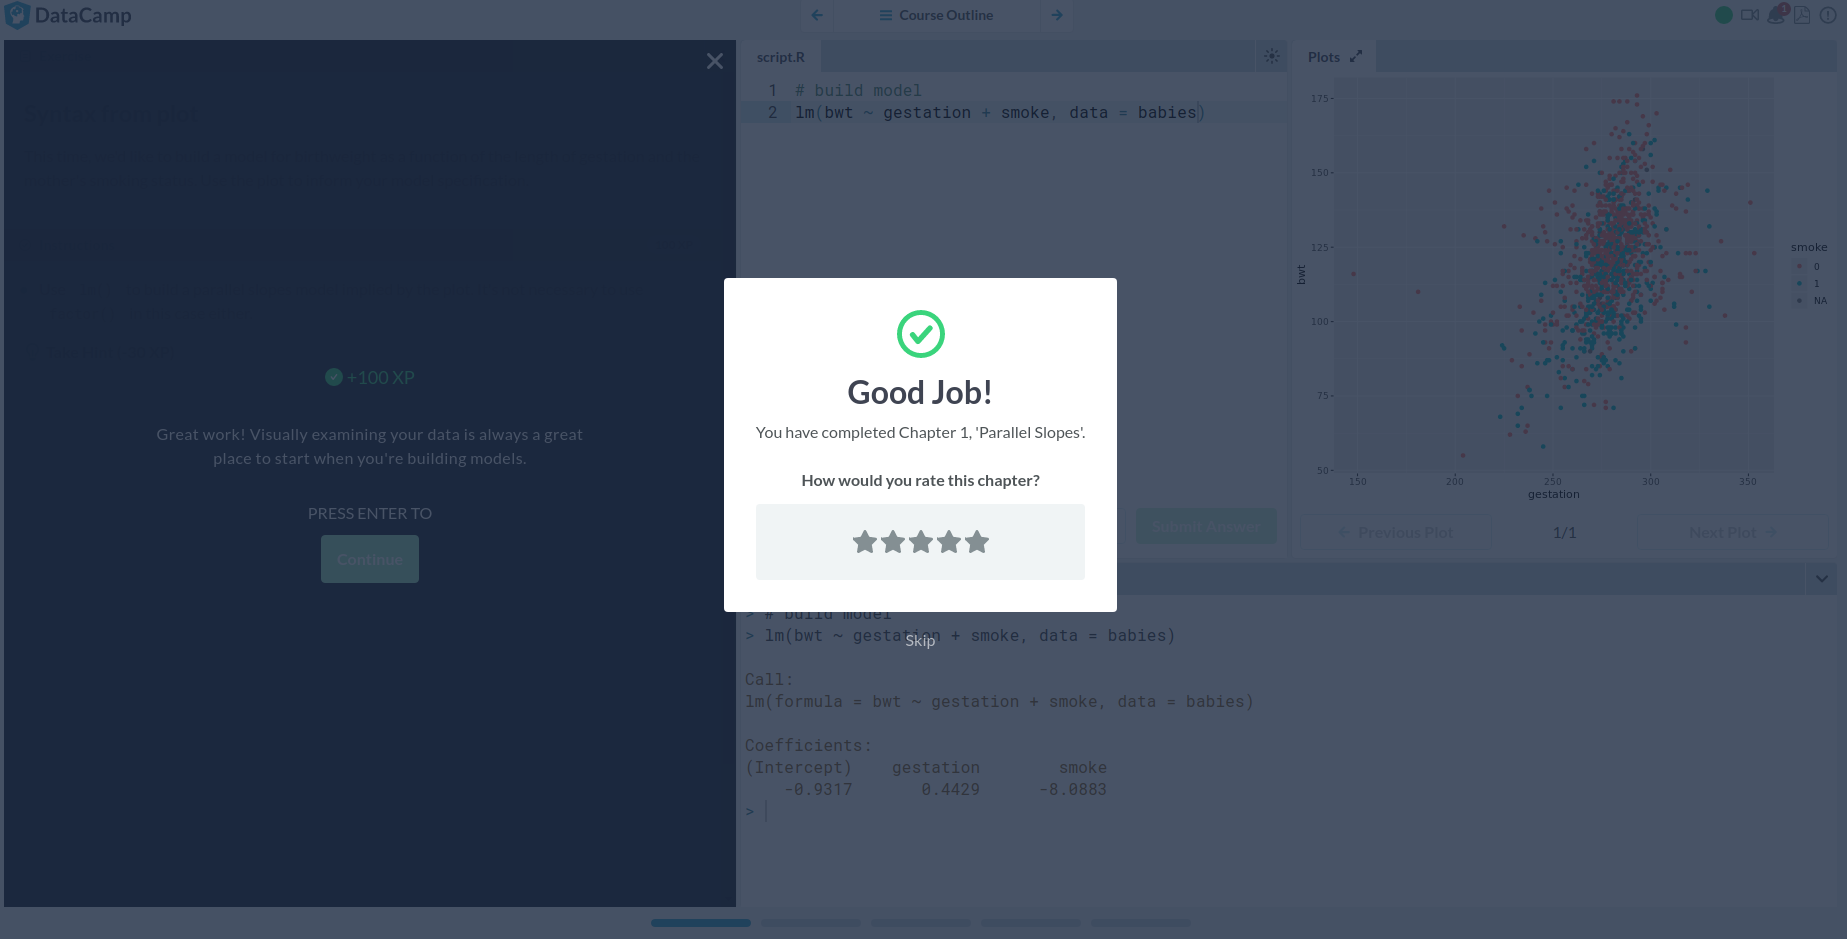 DataCamp
Course Outline
1
Syntax from plot
+100 XP
Great work! Visually examining your data is always a great
place to start when you're building models.
PRESS ENTER TO
Continue
script.R
1 # build model
2 lm(bwt ~ gestation + smoke, data = babies)
Submit Answer
Plots
175
150
125
100
75
50
bwt
150 200 250 300 350
gestation
smoke
0
1
NA
Previous Plot
1/1
Next Plot
Good Job!
You have completed Chapter 1, 'Parallel Slopes'.
How would you rate this chapter?
Skip
> # build model
> lm(bwt ~ gestation + smoke, data = babies)
Call:
lm(formula = bwt ~ gestation + smoke, data = babies)
Coefficients:
(Intercept) gestation smoke
-0.9317 0.4429 -8.0883
>